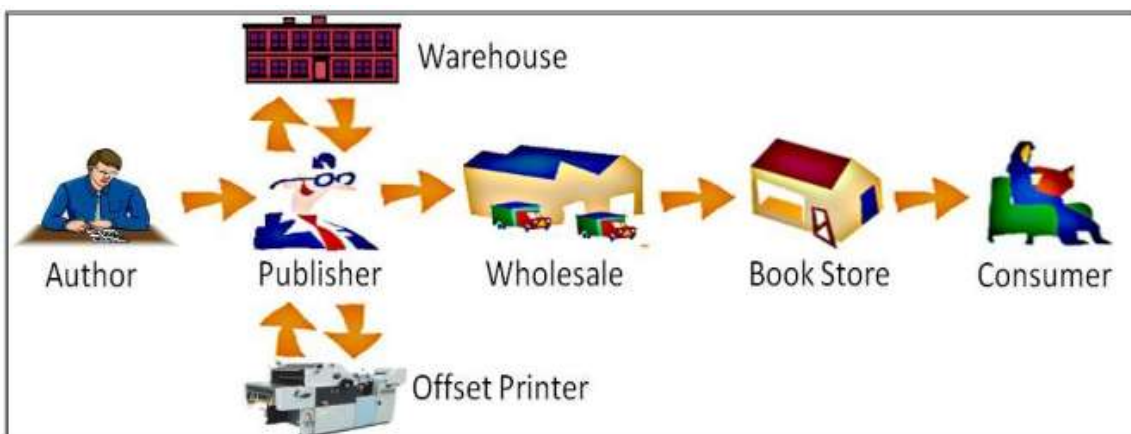 Warehouse
Author
Publisher
Wholesale
Book Store
Consumer
Offset Printer